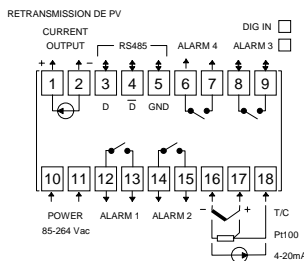 RETRANSMISSION DE PV
DIG IN
CURRENT OUTPUT RS485 ALARM 4 ALARM 3
+ −
1 2 3 4 5 6 7 8 9
D D̅ GND
10 11 12 13 14 15 16 17 18
POWER ALARM 1 ALARM 2 − + T/C
85-264 Vac
Pt100
4-20mA